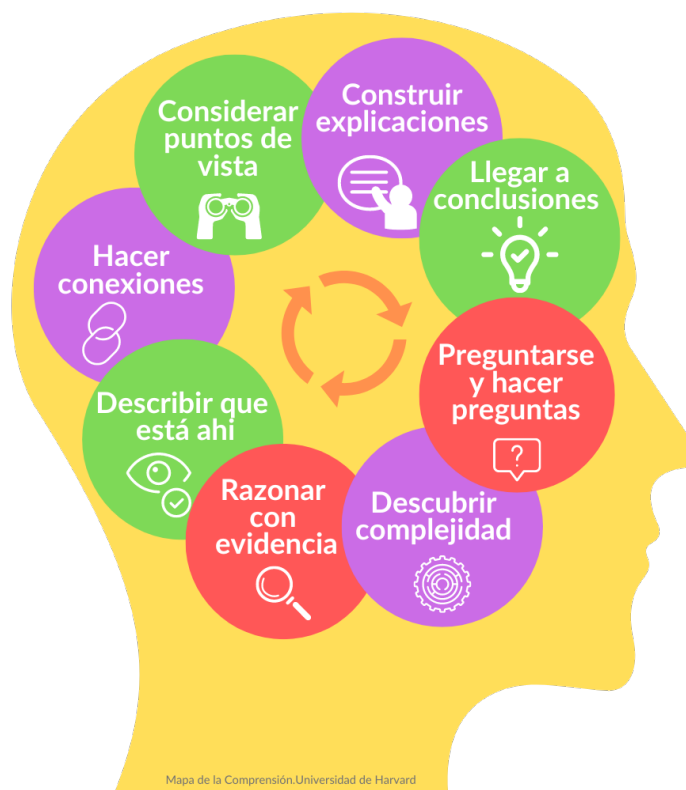 Considerar
puntos de
vista
Construir
explicaciones
Llegar a
conclusiones
Hacer
conexiones
Preguntarse
y hacer
preguntas
?
Describir que
está ahi
Razonar
con
evidencia
Descubrir
complejidad
Mapa de la Comprensión.Universidad de Harvard